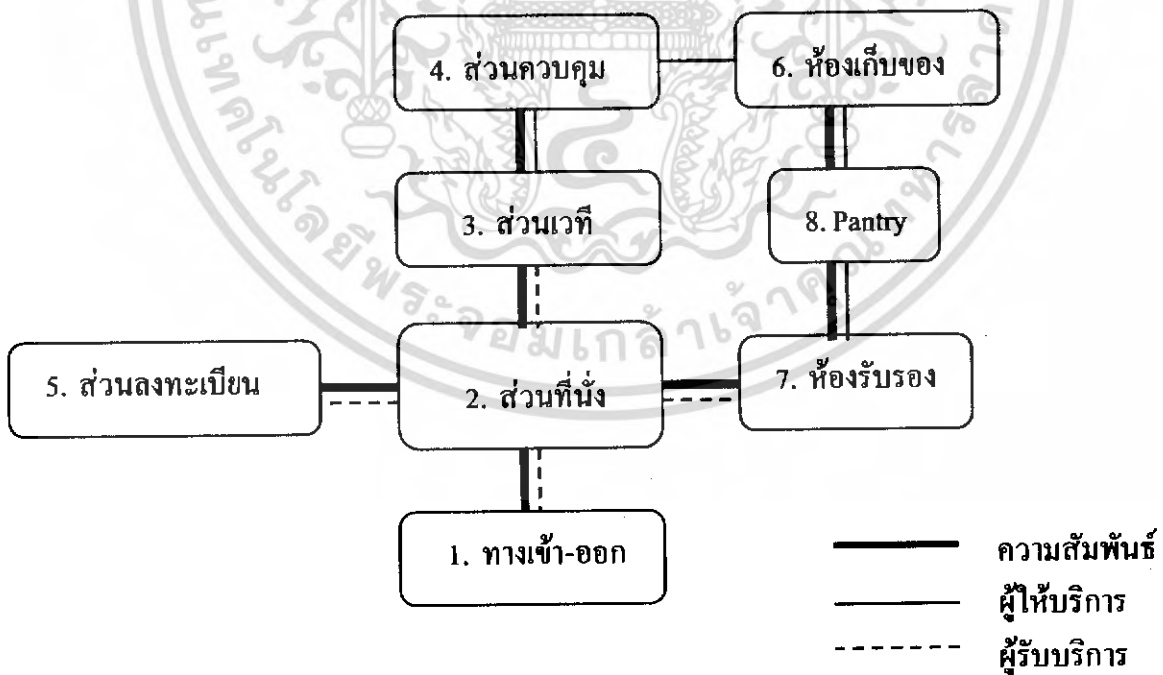 4. ส่วนควบคุม
6. ห้องเก็บของ
3. ส่วนเวที
8. Pantry
5. ส่วนลงทะเบียน
2. ส่วนที่นั่ง
7. ห้องรับรอง
1. ทางเข้า-ออก
ความสัมพันธ์
ผู้ให้บริการ
ผู้รับบริการ